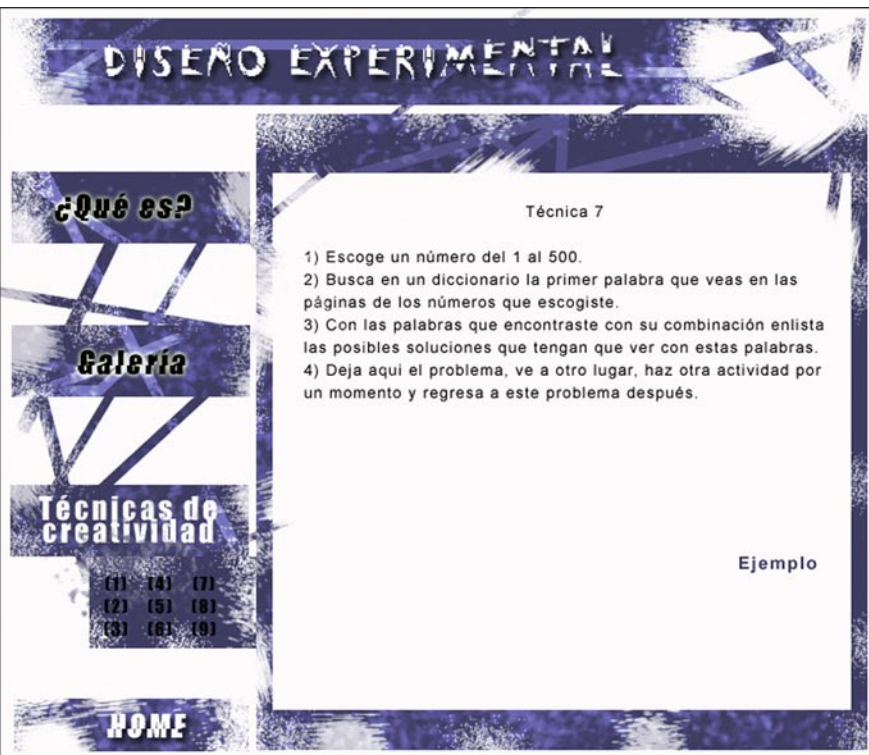 DISEÑO EXPERIMENTAL
¿Qué es?
Galería
Técnicas de
creatividad
(1) (4) (7)
(2) (5) (8)
(3) (6) (9)
HOME
Técnica 7
1) Escoge un número del 1 al 500.
2) Busca en un diccionario la primer palabra que veas en las
páginas de los números que escogiste.
3) Con las palabras que encontraste con su combinación enlista
las posibles soluciones que tengan que ver con estas palabras.
4) Deja aqui el problema, ve a otro lugar, haz otra actividad por
un momento y regresa a este problema después.
Ejemplo